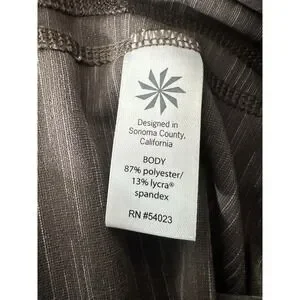 Designed in
Sonoma County,
California
BODY
87% polyester/
13% lycra®
spandex
RN #54023